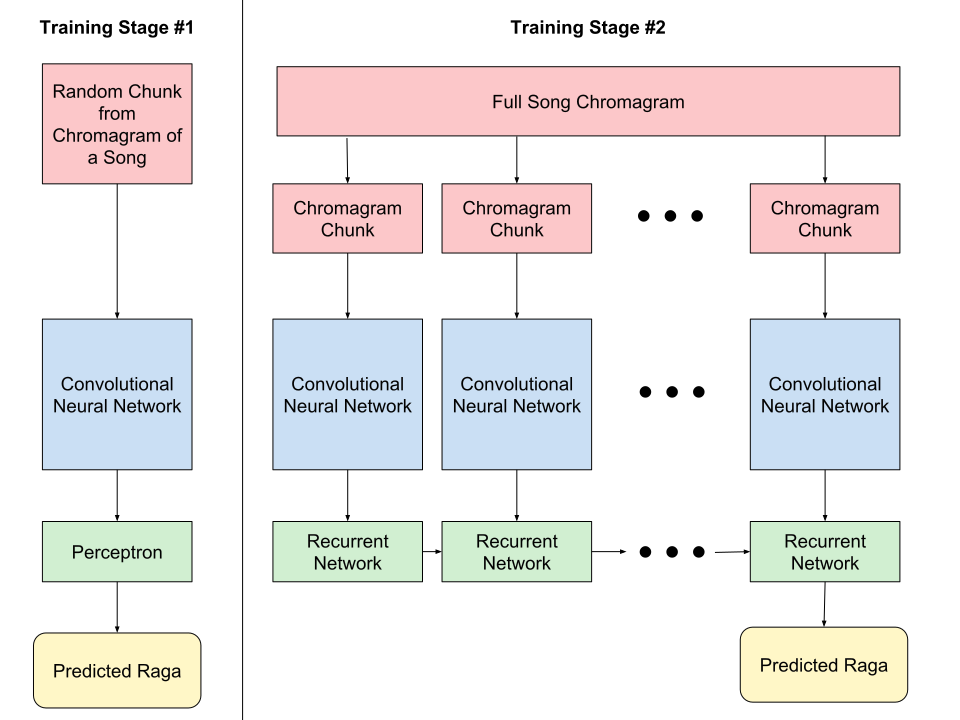 Training Stage #1
Random Chunk
from
Chromagram of
a Song
Convolutional
Neural Network
Perceptron
Predicted Raga
Training Stage #2
Full Song Chromagram
Chromagram
Chunk
Chromagram
Chunk
Chromagram
Chunk
Convolutional
Neural Network
Convolutional
Neural Network
Convolutional
Neural Network
Recurrent
Network
Recurrent
Network
Recurrent
Network
Predicted Raga